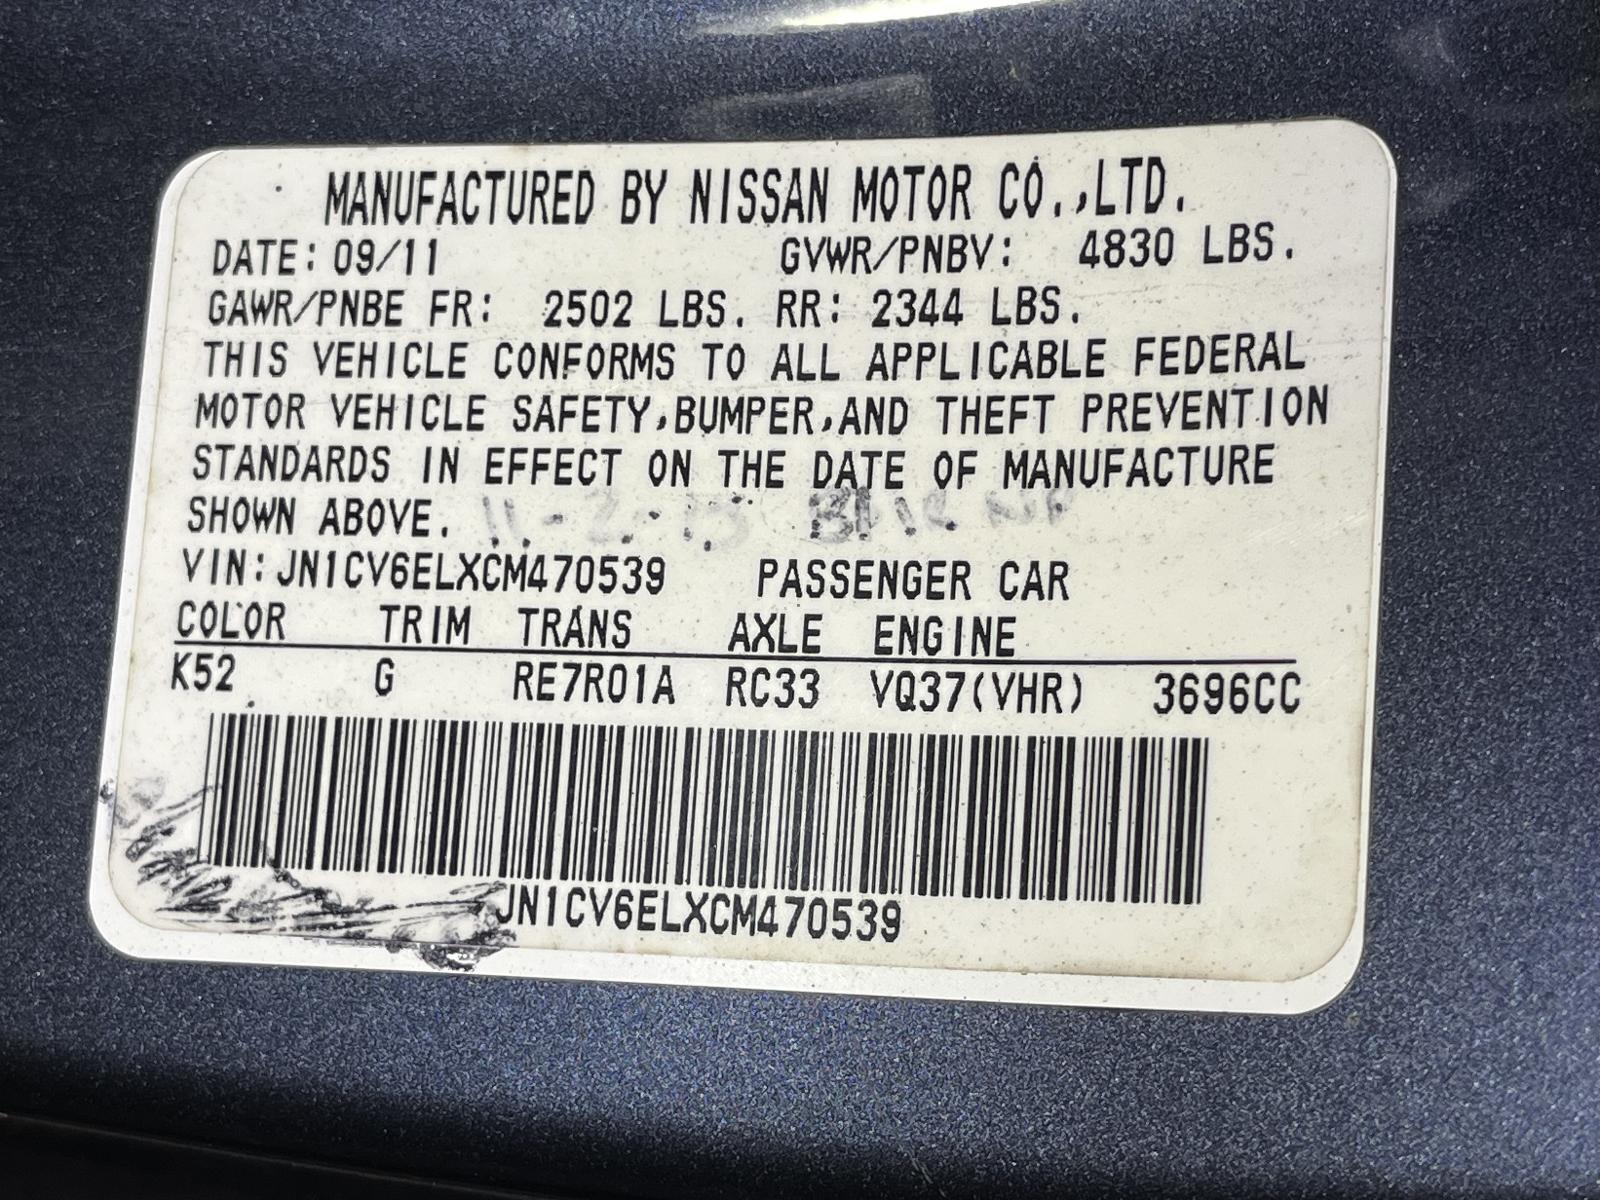 MANUFACTURED BY NISSAN MOTOR CO.,LTD.
DATE: 09/11 GVWR/PNBV: 4830 LBS.
GAWR/PNBE FR: 2502 LBS. RR: 2344 LBS.
THIS VEHICLE CONFORMS TO ALL APPLICABLE FEDERAL
MOTOR VEHICLE SAFETY,BUMPER,AND THEFT PREVENTION
STANDARDS IN EFFECT ON THE DATE OF MANUFACTURE
SHOWN ABOVE.
VIN: JN1CV6ELXCM470539 PASSENGER CAR
COLOR TRIM TRANS AXLE ENGINE
K52 G RE7R01A RC33 VQ37(VHR) 3696CC
JN1CV6ELXCM470539